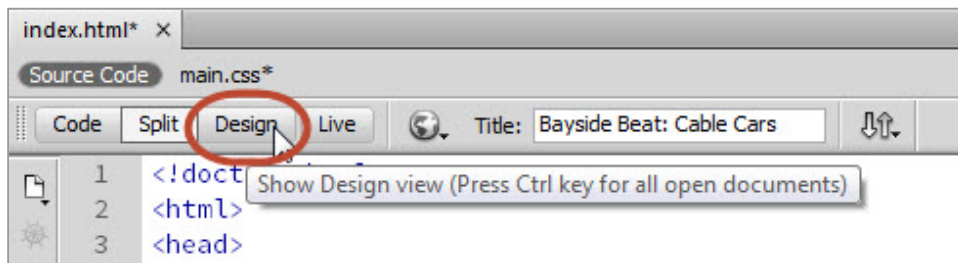 index.html* ×
Source Code main.css*
Code Split Design Live Title: Bayside Beat: Cable Cars
1 <!doct
Show Design view (Press Ctrl key for all open documents)
2 <html>
3 <head>